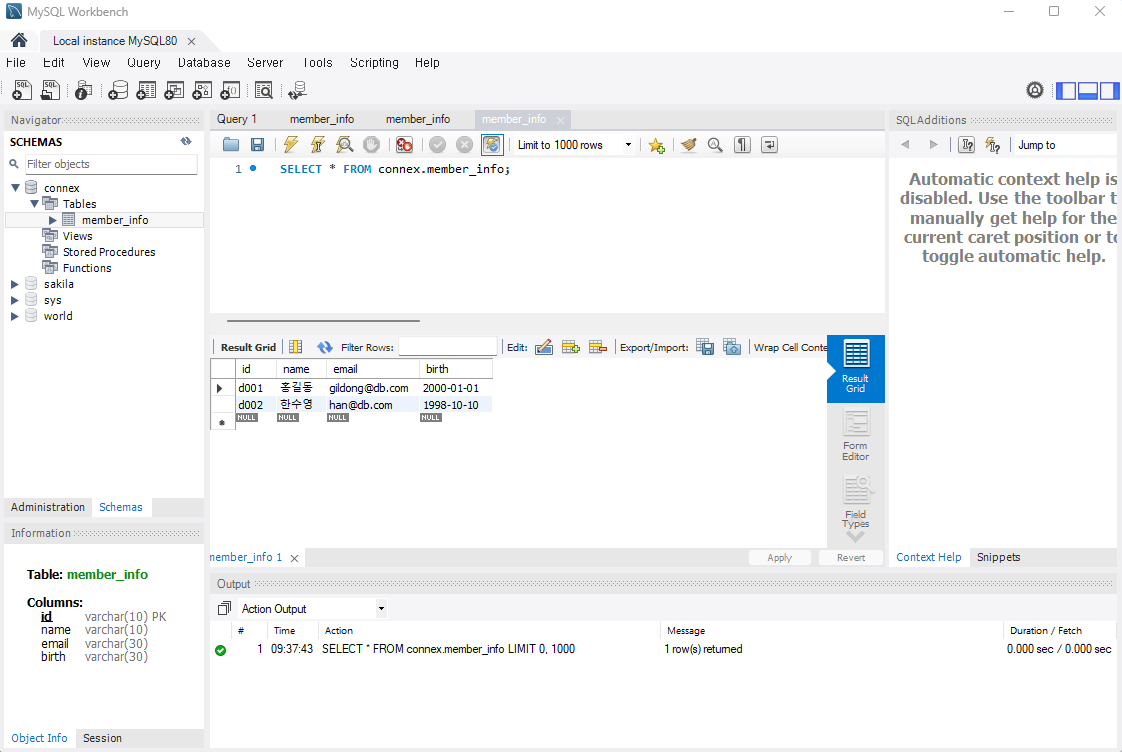 MySQL Workbench
Local instance MySQL80
File Edit View Query Database Server Tools Scripting Help
Navigator
SCHEMAS
Filter objects
connex
Tables
member_info
Views
Stored Procedures
Functions
sakila
sys
world
Administration Schemas
Information
Table: member_info
Columns:
id varchar(10) PK
name varchar(10)
email varchar(30)
birth varchar(30)
Object Info Session
Query 1 member_info member_info member_info
Limit to 1000 rows
1 SELECT * FROM connex.member_info;
Result Grid Filter Rows: Edit: Export/Import: Wrap Cell Conte
id name email birth
d001 홍길동 gildong@db.com 2000-01-01
d002 한수영 han@db.com 1998-10-10
NULL NULL NULL NULL
Result
Grid
Form
Editor
Field
Types
member_info 1 Apply Revert
SQLAdditions
Jump to
Automatic context help is
disabled. Use the toolbar t
manually get help for the
current caret position or to
toggle automatic help.
Context Help Snippets
Output
Action Output
# Time Action Message Duration / Fetch
1 09:37:43 SELECT * FROM connex.member_info LIMIT 0, 1000 1 row(s) returned 0.000 sec / 0.000 sec